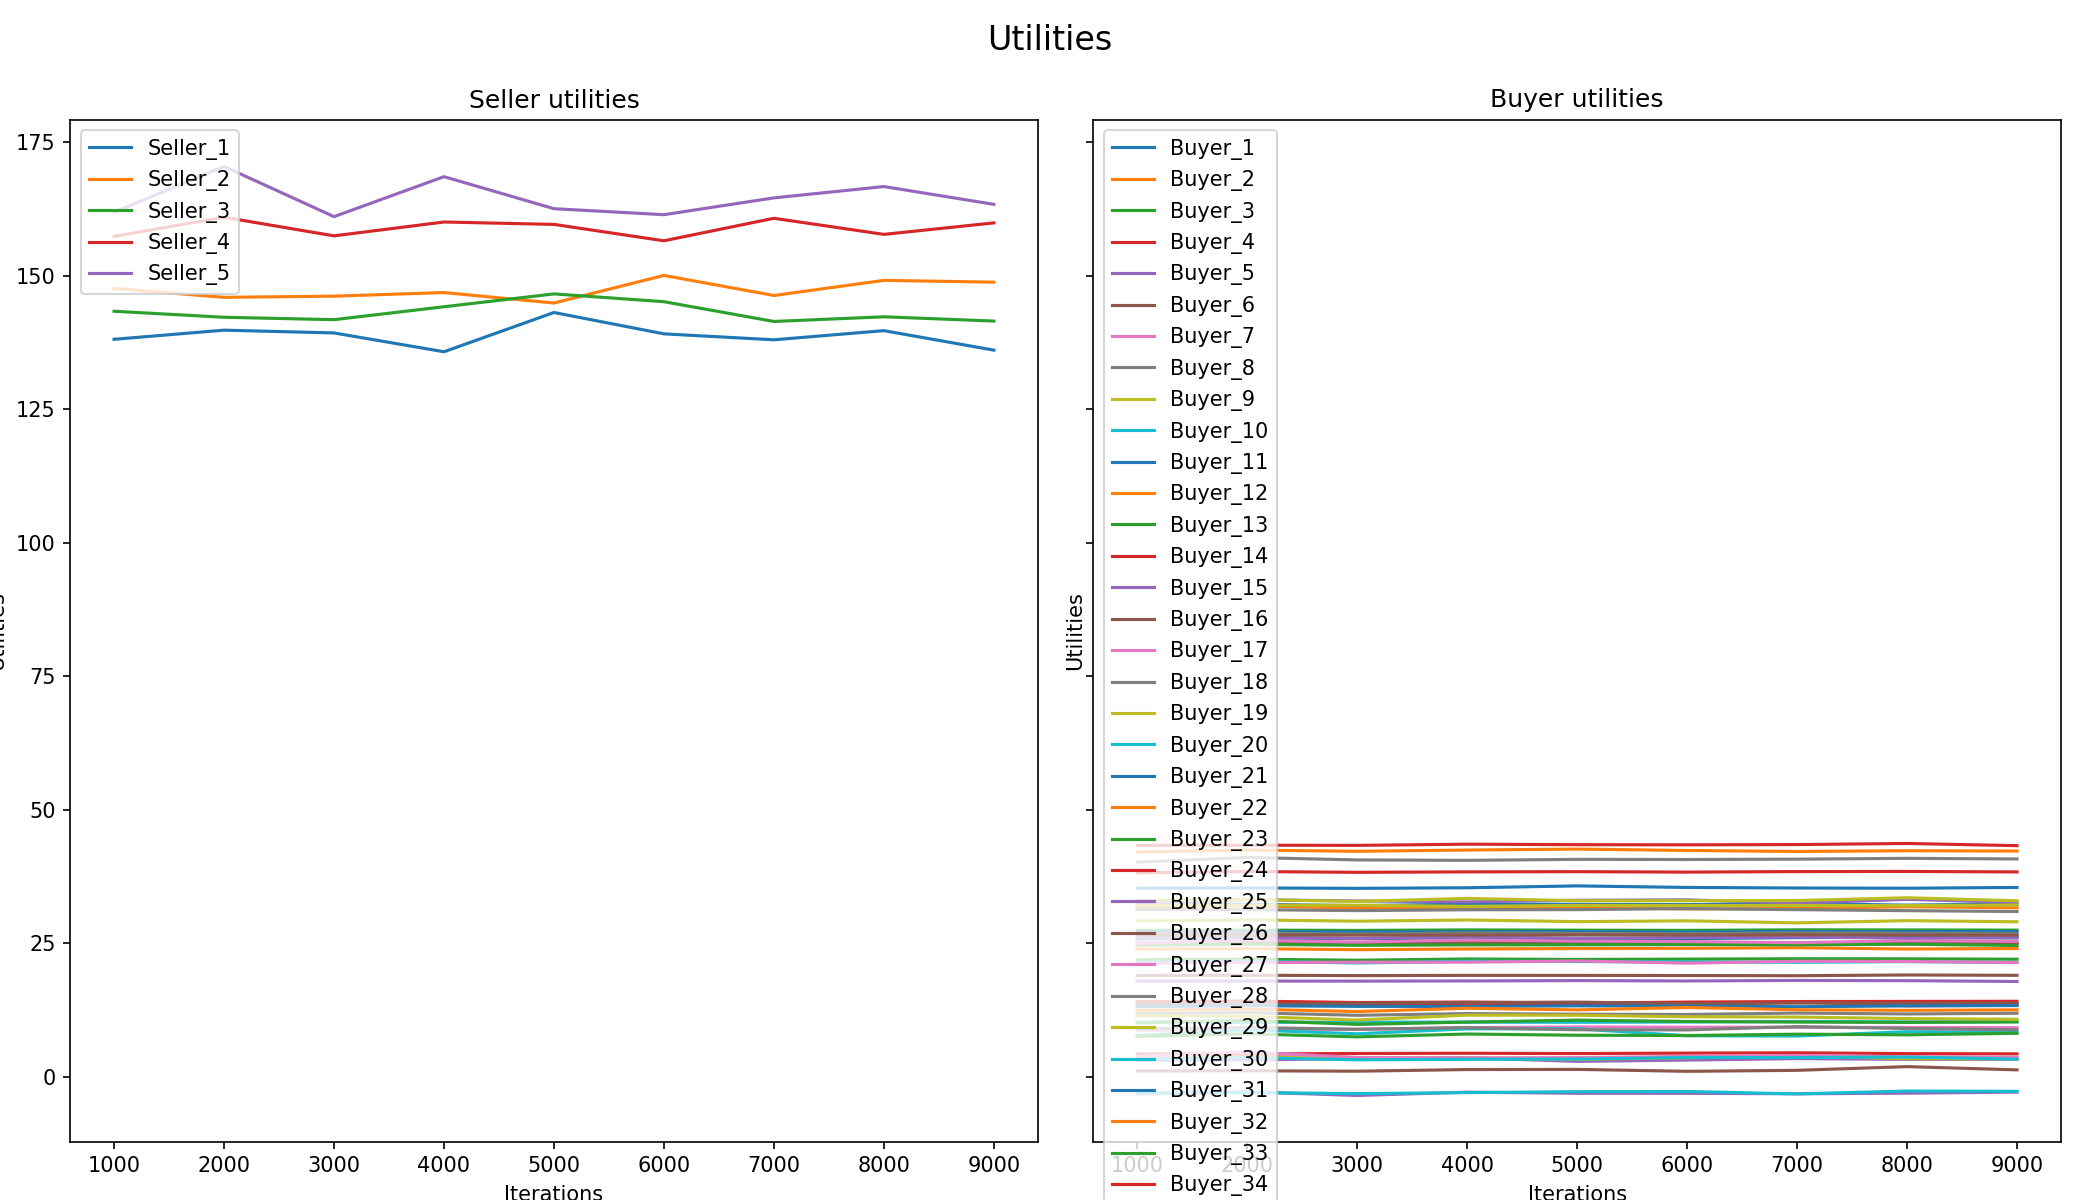 Utilities
Seller utilities
Seller_1
Seller_2
Seller_3
Seller_4
Seller_5
175
150
125
100
75
50
25
0
Utilities
1000 2000 3000 4000 5000 6000 7000 8000 9000
Iterations
Buyer utilities
Buyer_1
Buyer_2
Buyer_3
Buyer_4
Buyer_5
Buyer_6
Buyer_7
Buyer_8
Buyer_9
Buyer_10
Buyer_11
Buyer_12
Buyer_13
Buyer_14
Buyer_15
Buyer_16
Buyer_17
Buyer_18
Buyer_19
Buyer_20
Buyer_21
Buyer_22
Buyer_23
Buyer_24
Buyer_25
Buyer_26
Buyer_27
Buyer_28
Buyer_29
Buyer_30
Buyer_31
Buyer_32
Buyer_33
Buyer_34
Utilities
1000 2000 3000 4000 5000 6000 7000 8000 9000
Iterations